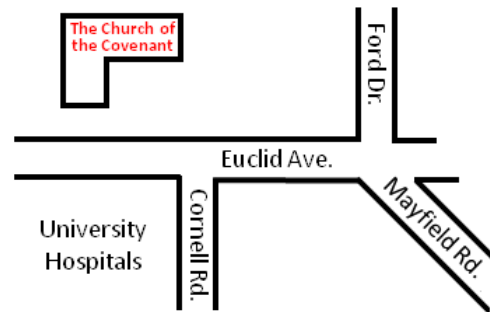 The Church of
the Covenant
Ford Dr.
Euclid Ave.
Cornell Rd.
Mayfield Rd.
University
Hospitals